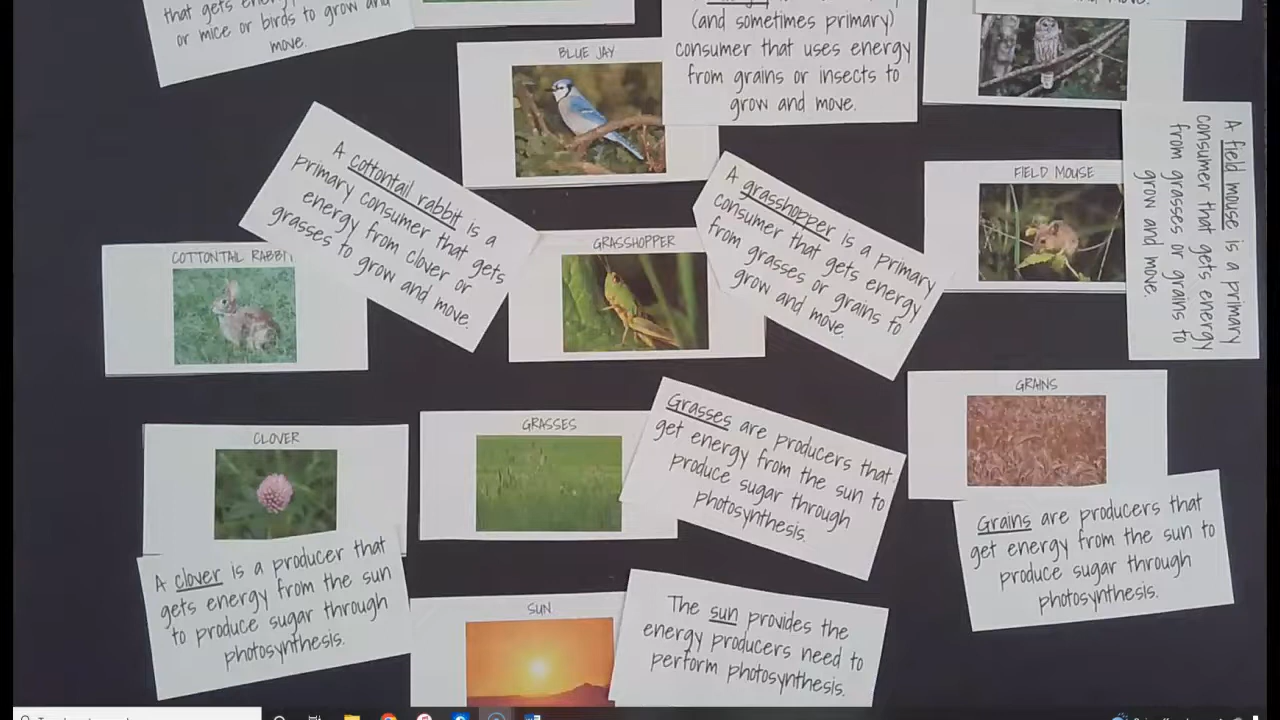 that gets
or mice or birds to grow and
move.
(and sometimes primary)
consumer that uses energy
from grains or insects to
grow and move.
BLUE JAY
A cottontail rabbit is a
primary consumer that gets
energy from clover or
grasses to grow and move.
A grasshopper is a primary
consumer that gets energy
from grasses or grains to
grow and move.
FIELD MOUSE
A field mouse is a primary
consumer that gets energy
from grasses or grains to
grow and move.
COTTONTAIL RABBIT
GRASSHOPPER
GRAINS
CLOVER
GRASSES
Grasses are producers that
get energy from the sun to
produce sugar through
photosynthesis.
Grains are producers that
get energy from the sun to
produce sugar through
photosynthesis.
A clover is a producer that
gets energy from the sun
to produce sugar through
photosynthesis.
SUN
The sun provides the
energy producers need to
perform photosynthesis.